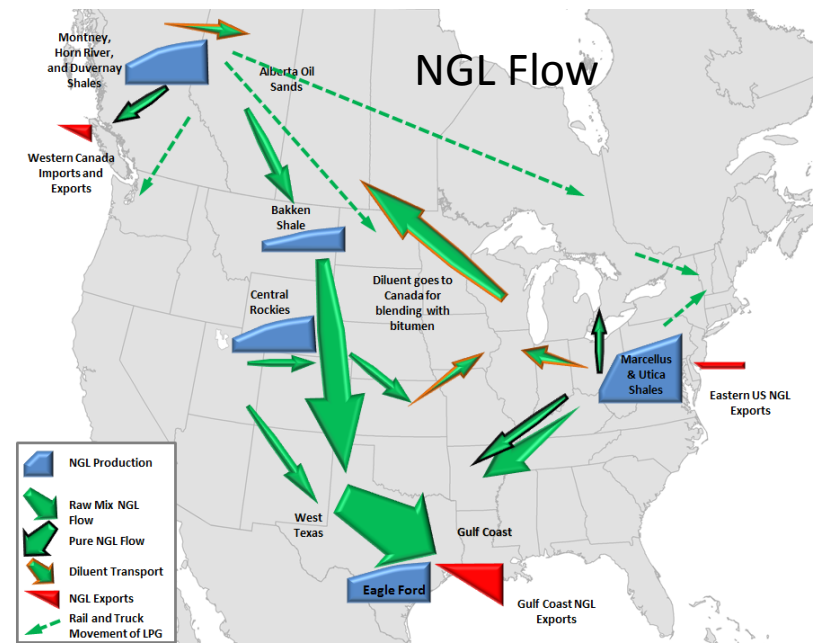 NGL Flow
Montney,
Horn River,
and Duvernay
Shales
Alberta Oil
Sands
Western Canada
Imports and
Exports
Bakken
Shale
Central
Rockies
Diluent goes to
Canada for
blending with
bitumen
Marcellus
& Utica
Shales
Eastern US NGL
Exports
West
Texas
Gulf Coast
Eagle Ford
Gulf Coast NGL
Exports
NGL Production
Raw Mix NGL
Flow
Pure NGL Flow
Diluent Transport
NGL Exports
Rail and Truck
Movement of LPG